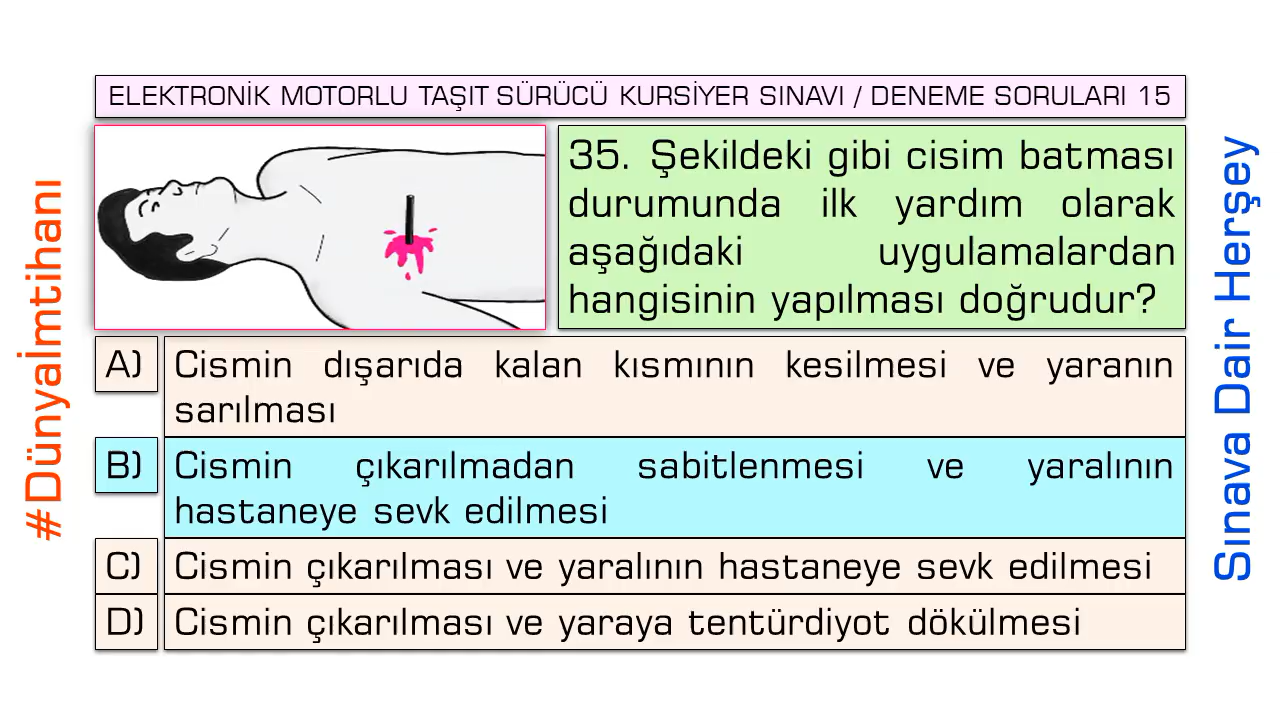 ELEKTRONİK MOTORLU TAŞIT SÜRÜCÜ KURSİYER SINAVI / DENEME SORULARI 15
#Dünyaİmtihanı
35. Şekildeki gibi cisim batması
durumunda ilk yardım olarak
aşağıdaki uygulamalardan
hangisinin yapılması doğrudur?
A) Cismin dışarıda kalan kısmının kesilmesi ve yaranın
sarılması
B) Cismin çıkarılmadan sabitlenmesi ve yaralının
hastaneye sevk edilmesi
C) Cismin çıkarılması ve yaralının hastaneye sevk edilmesi
D) Cismin çıkarılması ve yaraya tentürdiyot dökülmesi
Sınava Dair Herşey